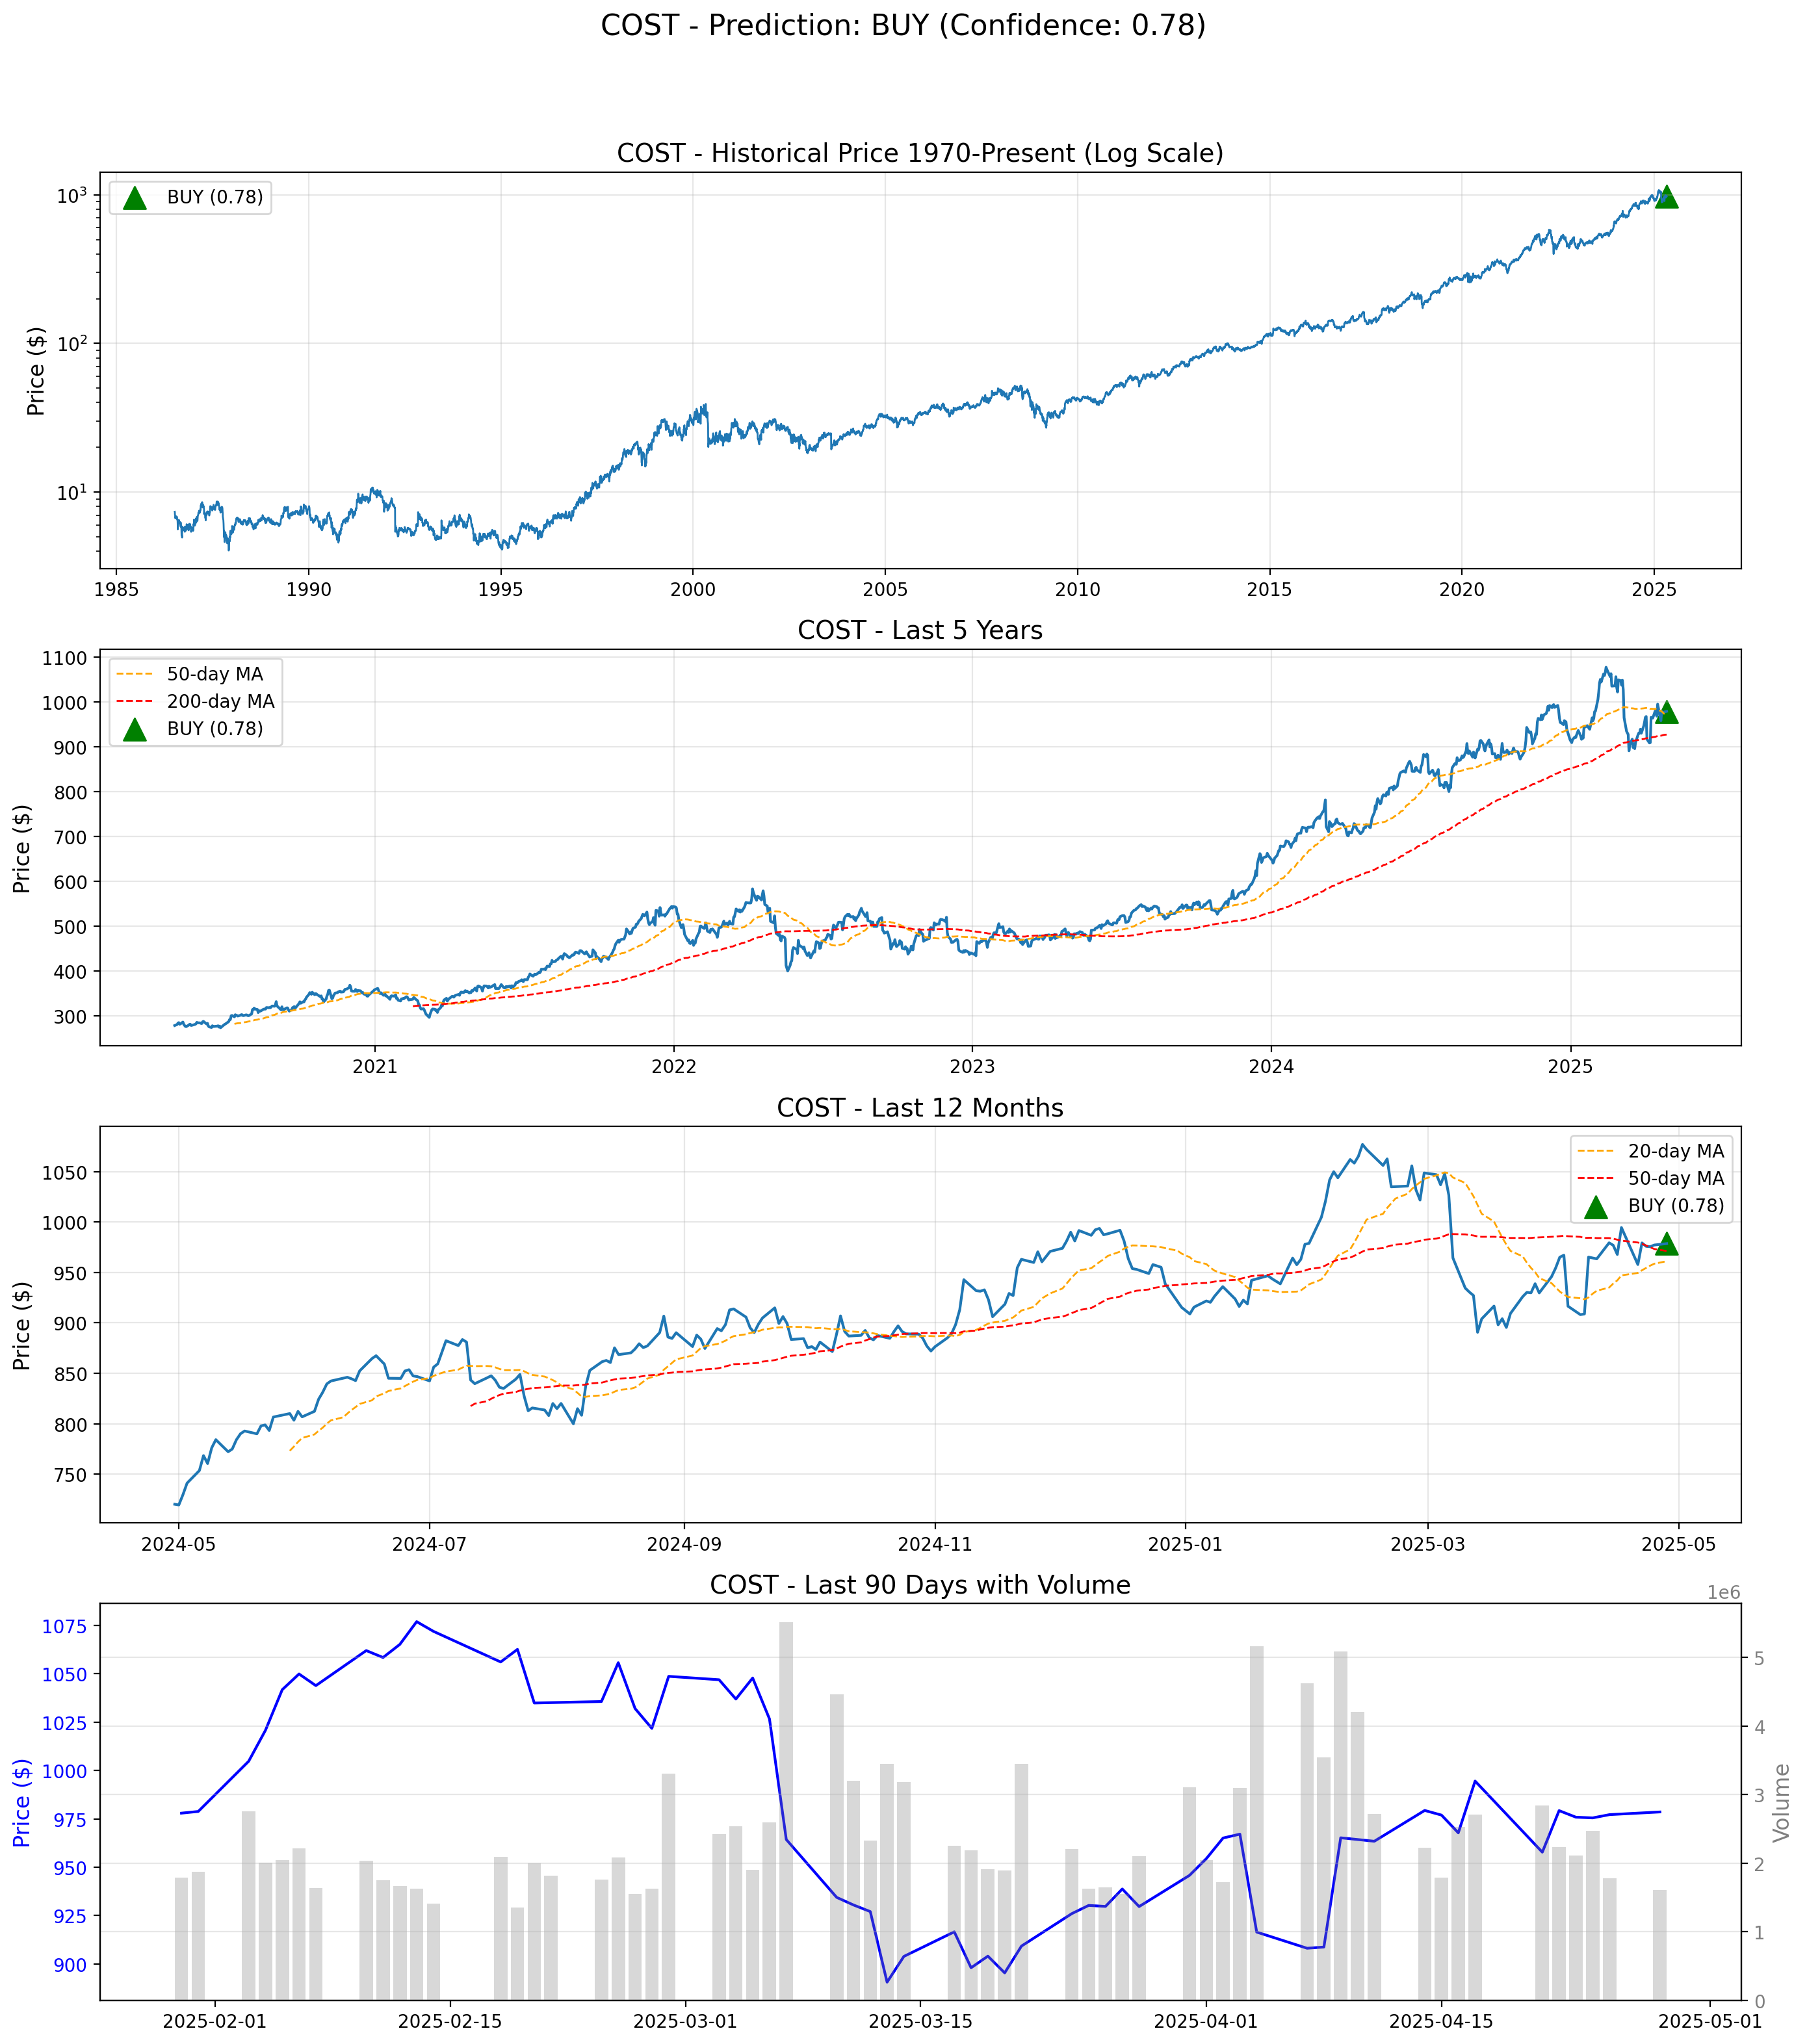 COST - Prediction: BUY (Confidence: 0.78)
COST - Historical Price 1970-Present (Log Scale)
BUY (0.78)
Price ($)
10³
10²
10¹
1985 1990 1995 2000 2005 2010 2015 2020 2025
COST - Last 5 Years
50-day MA
200-day MA
BUY (0.78)
Price ($)
1100
1000
900
800
700
600
500
400
300
2021 2022 2023 2024 2025
COST - Last 12 Months
20-day MA
50-day MA
BUY (0.78)
Price ($)
1050
1000
950
900
850
800
750
2024-05 2024-07 2024-09 2024-11 2025-01 2025-03 2025-05
COST - Last 90 Days with Volume
1e6
Price ($)
1075
1050
1025
1000
975
950
925
900
5
4
3
2
1
0
Volume
2025-02-01 2025-02-15 2025-03-01 2025-03-15 2025-04-01 2025-04-15 2025-05-01